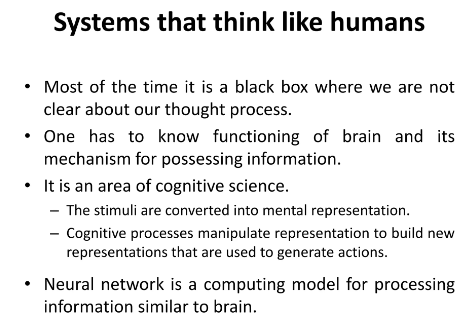 Systems that think like humans
• Most of the time it is a black box where we are not
clear about our thought process.
• One has to know functioning of brain and its
mechanism for possessing information.
• It is an area of cognitive science.
– The stimuli are converted into mental representation.
– Cognitive processes manipulate representation to build new
representations that are used to generate actions.
• Neural network is a computing model for processing
information similar to brain.